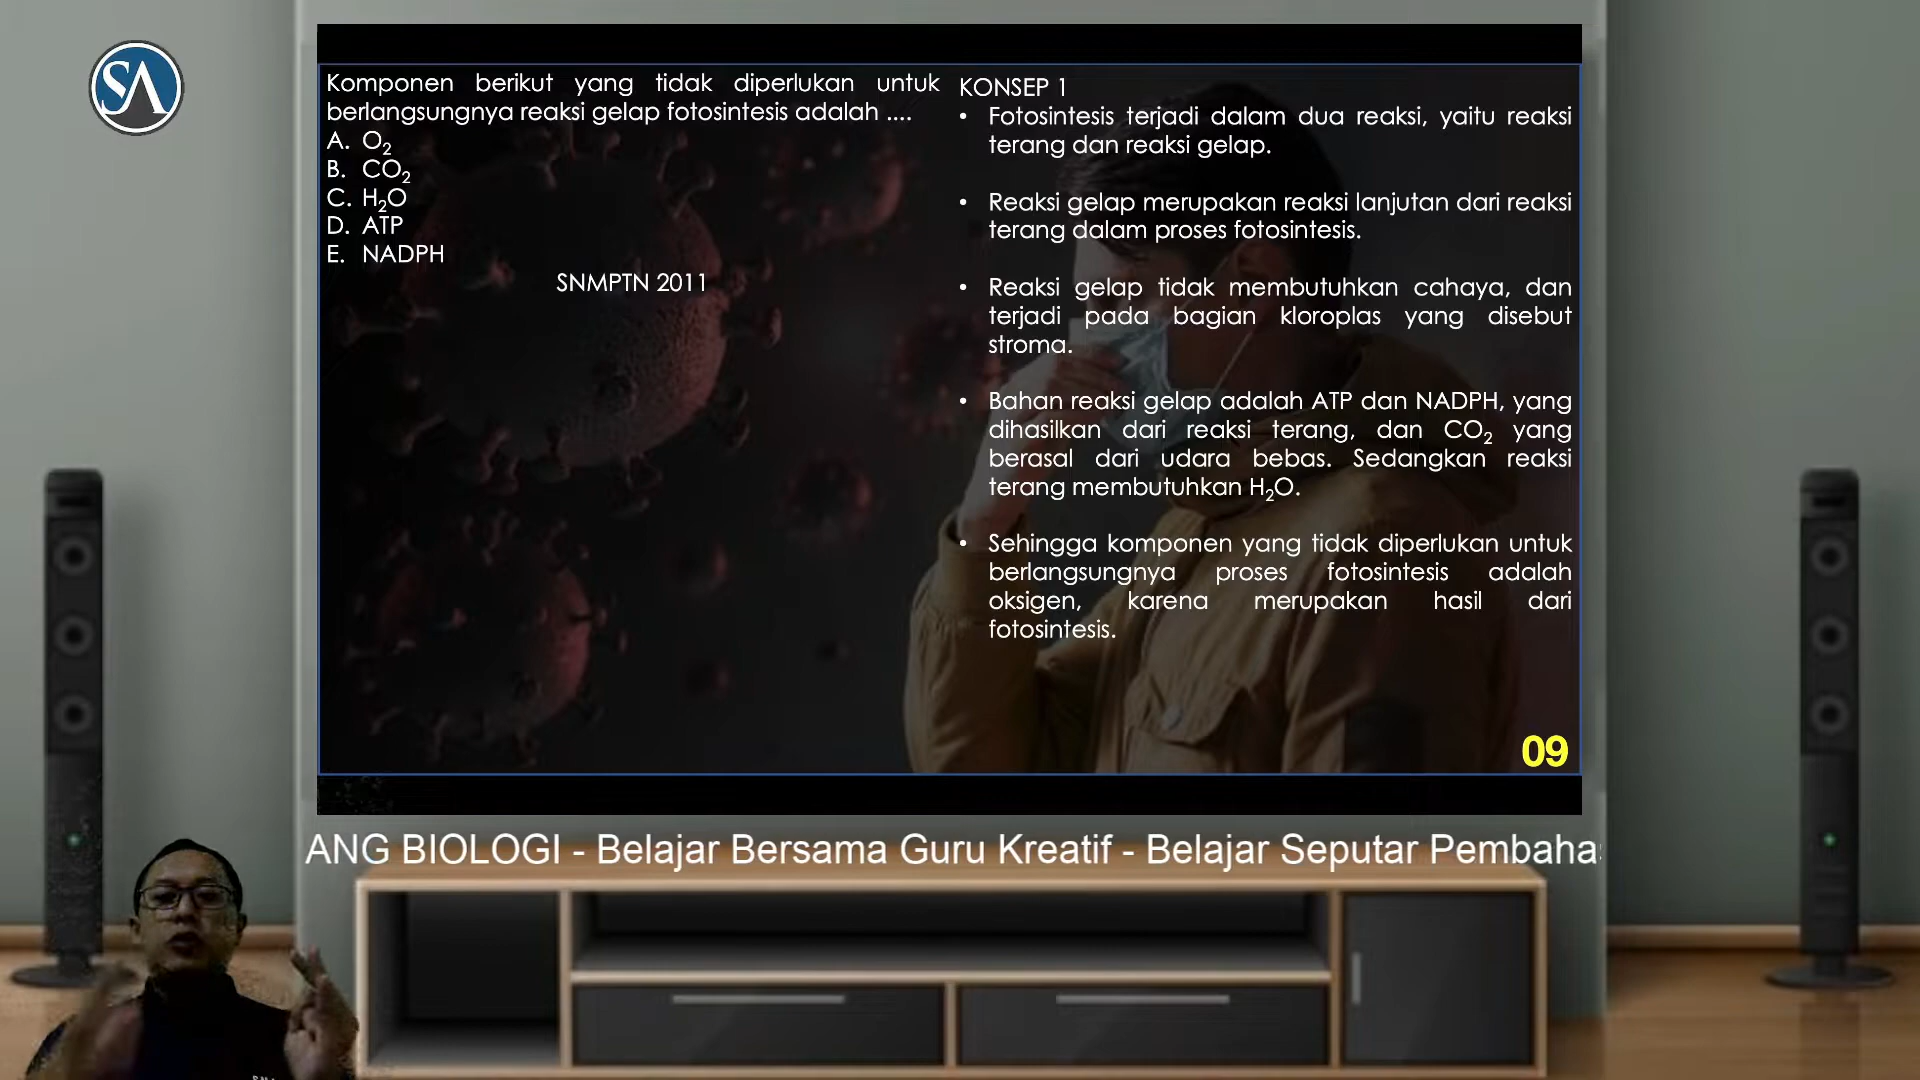 SA
Komponen berikut yang tidak diperlukan untuk
berlangsungnya reaksi gelap fotosintesis adalah ....
A. O₂
B. CO₂
C. H₂O
D. ATP
E. NADPH
SNMPTN 2011
KONSEP 1
• Fotosintesis terjadi dalam dua reaksi, yaitu reaksi
terang dan reaksi gelap.
• Reaksi gelap merupakan reaksi lanjutan dari reaksi
terang dalam proses fotosintesis.
• Reaksi gelap tidak membutuhkan cahaya, dan
terjadi pada bagian kloroplas yang disebut
stroma.
• Bahan reaksi gelap adalah ATP dan NADPH, yang
dihasilkan dari reaksi terang, dan CO₂ yang
berasal dari udara bebas. Sedangkan reaksi
terang membutuhkan H₂O.
• Sehingga komponen yang tidak diperlukan untuk
berlangsungnya proses fotosintesis adalah
oksigen, karena merupakan hasil dari
fotosintesis.
09
ANG BIOLOGI - Belajar Bersama Guru Kreatif - Belajar Seputar Pembaha